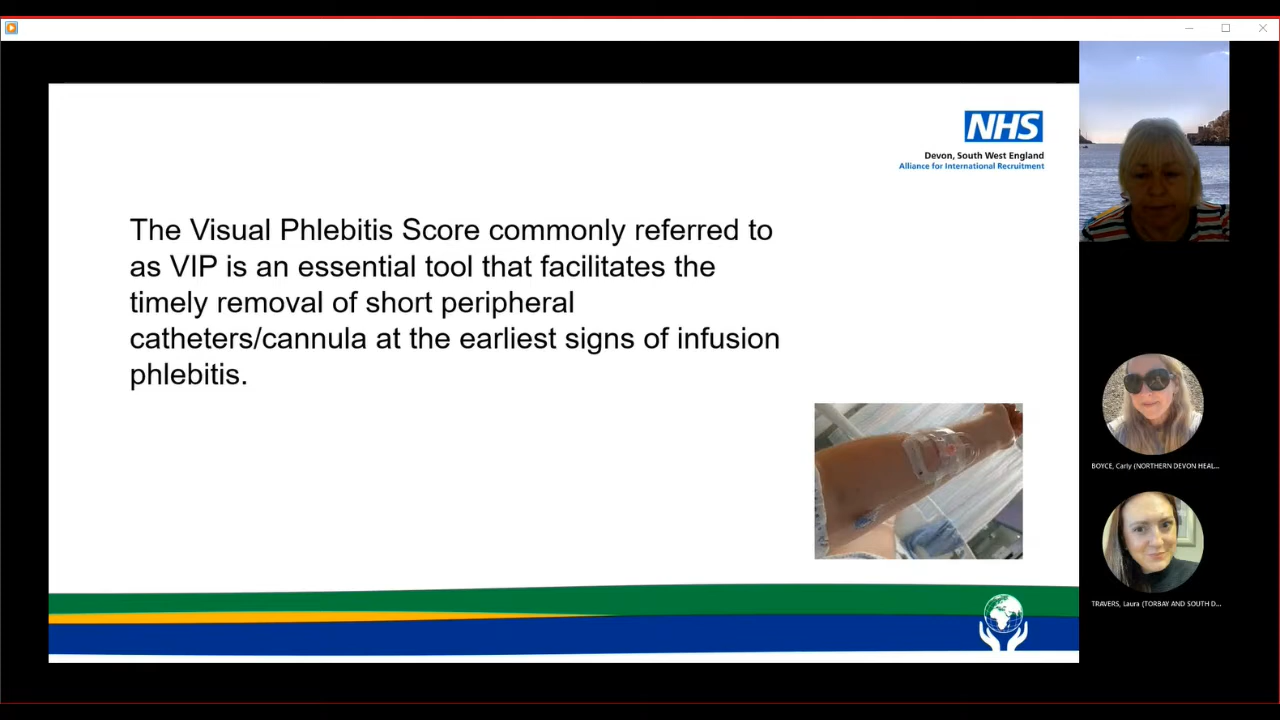 NHS
Devon, South West England
Alliance for International Recruitment
The Visual Phlebitis Score commonly referred to
as VIP is an essential tool that facilitates the
timely removal of short peripheral
catheters/cannula at the earliest signs of infusion
phlebitis.
BOYCE, Carly (NORTHERN DEVON HEAL...
TRAVERS, Laura (TORBAY AND SOUTH D...